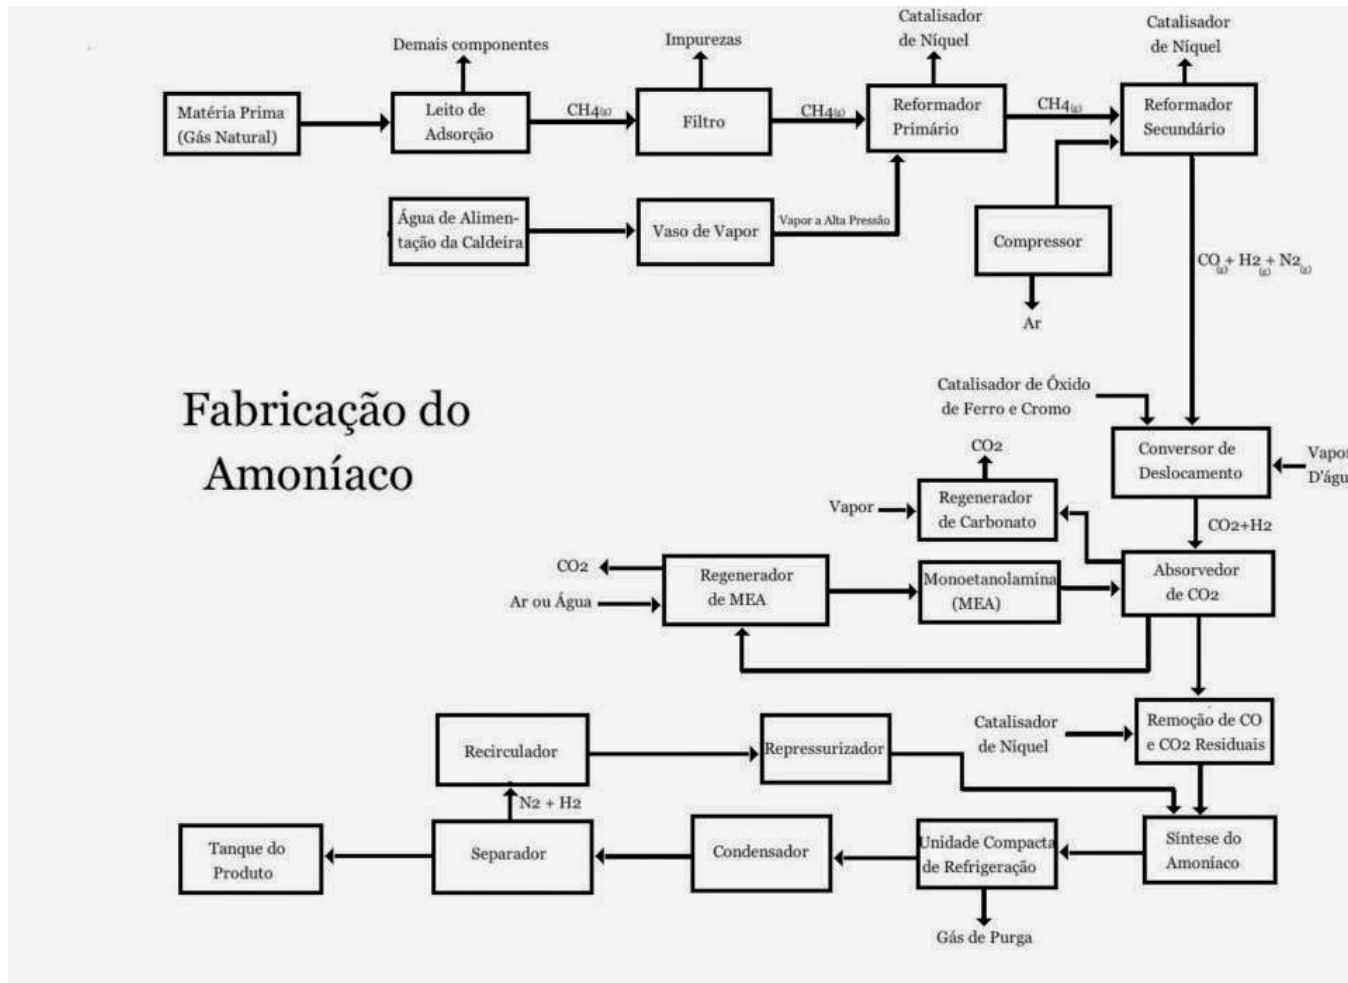 Catalisador
de Níquel
Catalisador
de Níquel
Demais componentes
Impurezas
Matéria Prima
(Gás Natural)
Leito de
Adsorção
CH4(g)
Filtro
CH4(g)
Reformador
Primário
CH4(g)
Reformador
Secundário
Água de Alimen-
tação da Caldeira
Vaso de Vapor
Vapor a Alta Pressão
Compressor
CO(g) + H2(g) + N2(g)
Ar
Fabricação do
Amoníaco
Catalisador de Óxido
de Ferro e Cromo
Conversor de
Deslocamento
Vapor
D'águ
CO2
Vapor
Regenerador
de Carbonato
CO2+H2
CO2
Ar ou Água
Regenerador
de MEA
Monoetanolamina
(MEA)
Absorvedor
de CO2
Catalisador
de Níquel
Remoção de CO
e CO2 Residuais
Recirculador
Repressurizador
N2 + H2
Tanque do
Produto
Separador
Condensador
Unidade Compacta
de Refrigeração
Síntese do
Amoníaco
Gás de Purga